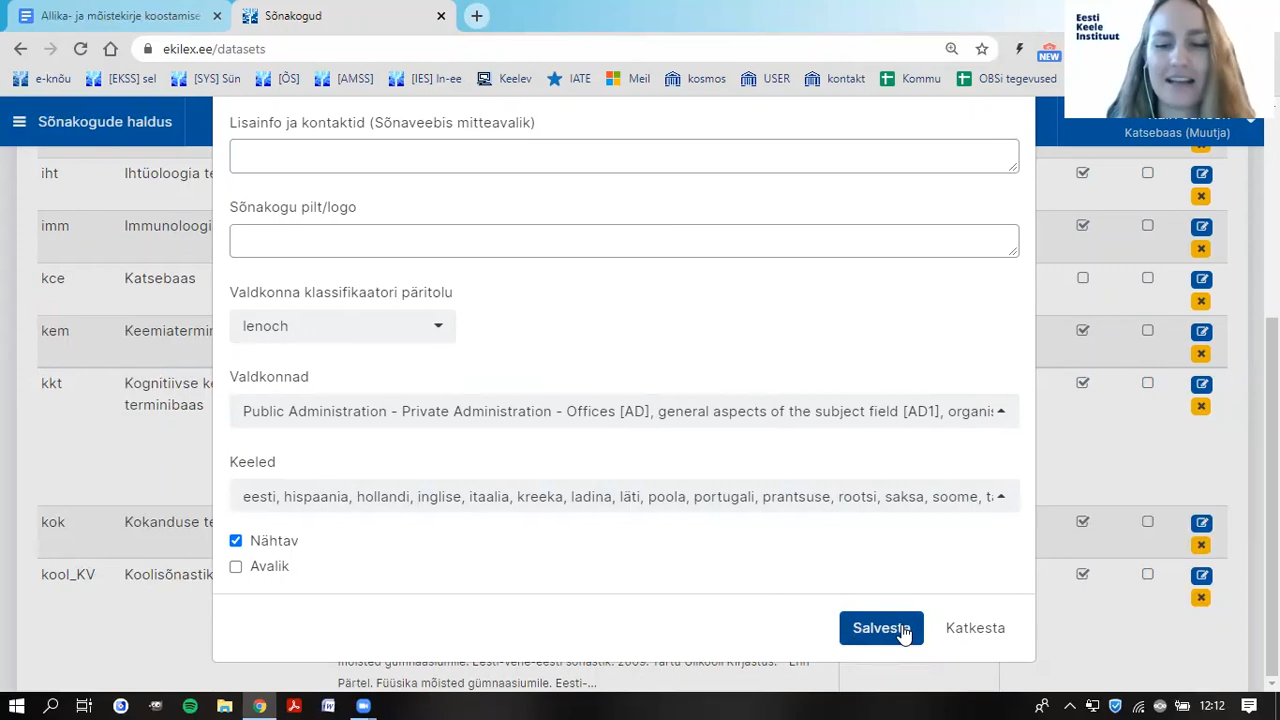 Allika- ja mõistekirje koostamise
Sõnakogud
Eesti
Keele
Instituut
ekilex.ee/datasets
NEW
e-knõu
[EKSS] sel
[SYS] Sün
[ÕS]
[AMSS]
[IES] In-ee
Keelev
IATE
Meil
kosmos
USER
kontakt
Kommu
OBSi tegevused
Sõnakogude haldus
Katsebaas (Muutja)
Lisainfo ja kontaktid (Sõnaveebis mitteavalik)
iht Ihtüoloogia te
Sõnakogu pilt/logo
imm Immunoloogi
kce Katsebaas
Valdkonna klassifikaatori päritolu
lenoch
kem Keemiatermin
Valdkonnad
kkt Kognitiivse ke
terminibaas
Public Administration - Private Administration - Offices [AD], general aspects of the subject field [AD1], organis
Keeled
eesti, hispaania, hollandi, inglise, itaalia, kreeka, ladina, läti, poola, portugali, prantsuse, rootsi, saksa, soome, t
kok Kokanduse te
Nähtav
Avalik
kool_KV Koolisõnastik
Salvesta
Katkesta
mõisted gümnaasiumile. Eesti-vene-eesti sõnastik. 2009. Tartu Ülikooli Kirjastus.
Pärtel. Füüsika mõisted gümnaasiumile. Eesti-...
12:12